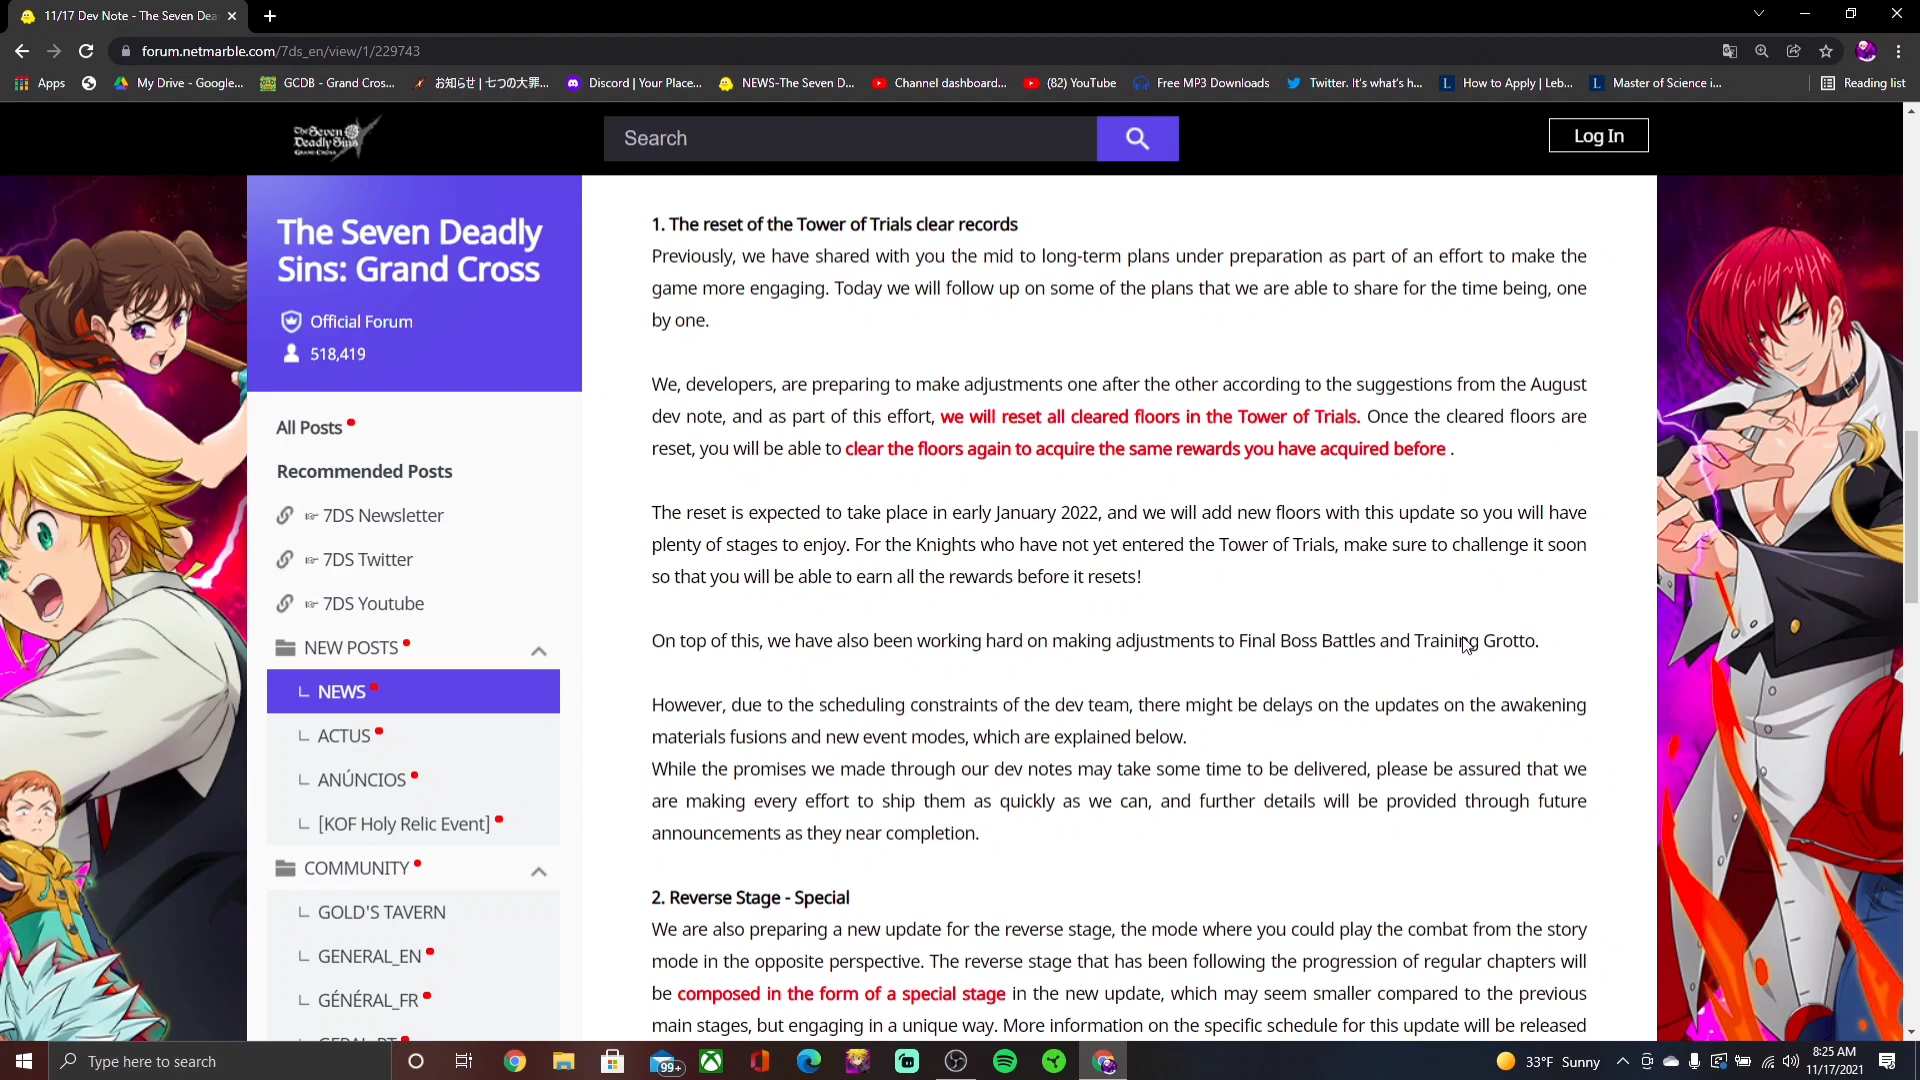 11/17 Dev Note - The Seven Dea
forum.netmarble.com/7ds_en/view/1/229743
Apps
My Drive - Google...
GCDB - Grand Cros...
お知らせ | 七つの大罪...
Discord | Your Place...
NEWS-The Seven D...
Channel dashboard...
(82) YouTube
Free MP3 Downloads
Twitter. It's what's h...
L
How to Apply | Leb...
L
Master of Science i...
Reading list
The Seven
Deadly Sins
GRAND CROSS
Search
Log In
The Seven Deadly
Sins: Grand Cross
Official Forum
518,419
All Posts
Recommended Posts
☞ 7DS Newsletter
☞ 7DS Twitter
☞ 7DS Youtube
NEW POSTS
NEWS
ACTUS
ANÚNCIOS
[KOF Holy Relic Event]
COMMUNITY
GOLD'S TAVERN
GENERAL_EN
GÉNÉRAL_FR
GERAL_PT
1. The reset of the Tower of Trials clear records
Previously, we have shared with you the mid to long-term plans under preparation as part of an effort to make the
game more engaging. Today we will follow up on some of the plans that we are able to share for the time being, one
by one.
We, developers, are preparing to make adjustments one after the other according to the suggestions from the August
dev note, and as part of this effort, we will reset all cleared floors in the Tower of Trials. Once the cleared floors are
reset, you will be able to clear the floors again to acquire the same rewards you have acquired before .
The reset is expected to take place in early January 2022, and we will add new floors with this update so you will have
plenty of stages to enjoy. For the Knights who have not yet entered the Tower of Trials, make sure to challenge it soon
so that you will be able to earn all the rewards before it resets!
On top of this, we have also been working hard on making adjustments to Final Boss Battles and Training Grotto.
However, due to the scheduling constraints of the dev team, there might be delays on the updates on the awakening
materials fusions and new event modes, which are explained below.
While the promises we made through our dev notes may take some time to be delivered, please be assured that we
are making every effort to ship them as quickly as we can, and further details will be provided through future
announcements as they near completion.
2. Reverse Stage - Special
We are also preparing a new update for the reverse stage, the mode where you could play the combat from the story
mode in the opposite perspective. The reverse stage that has been following the progression of regular chapters will
be composed in the form of a special stage in the new update, which may seem smaller compared to the previous
main stages, but engaging in a unique way. More information on the specific schedule for this update will be released
Type here to search
99+
33°F Sunny
8:25 AM
11/17/2021